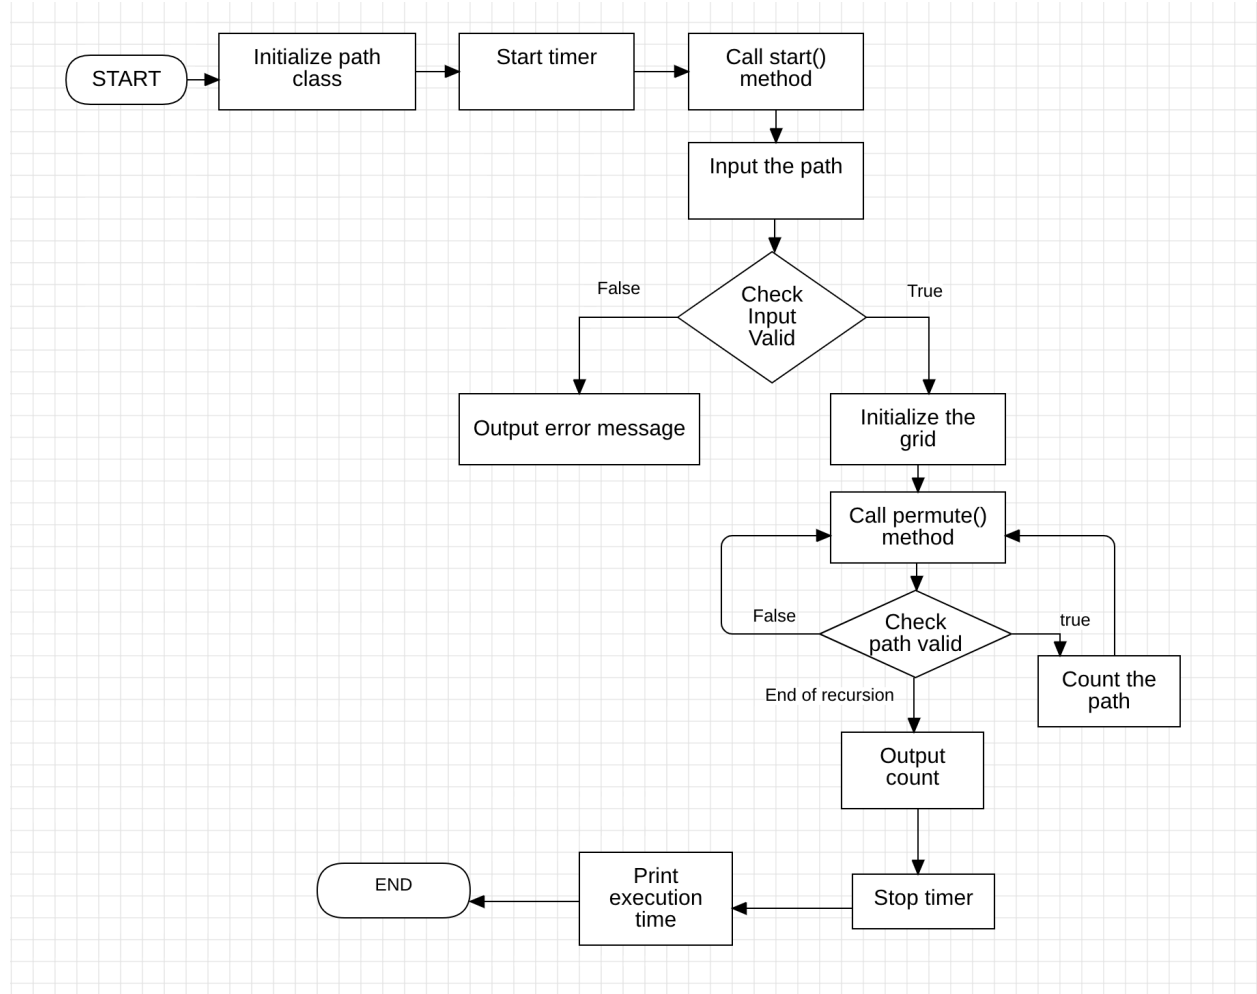 START
Initialize path
class
Start timer
Call start()
method
Input the path
False
Check
Input
Valid
True
Output error message
Initialize the
grid
Call permute()
method
False
Check
path valid
true
Count the
path
End of recursion
Output
count
Stop timer
Print
execution
time
END